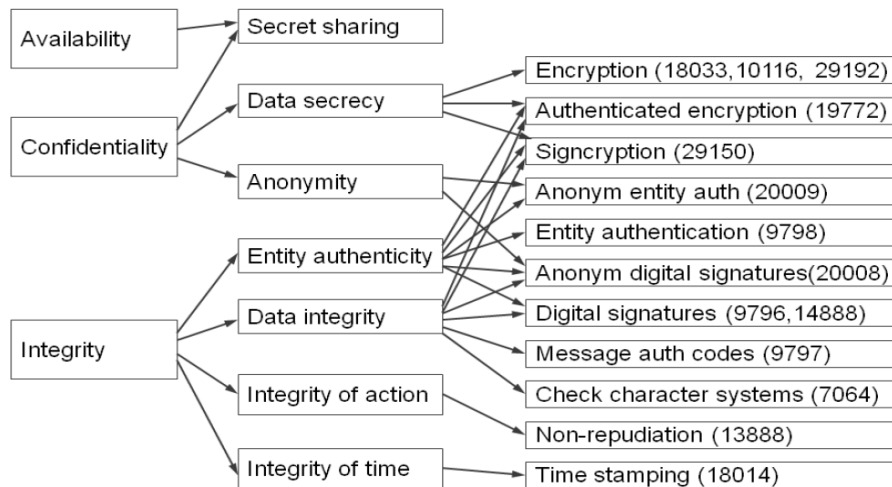 Availability
Confidentiality
Integrity
Secret sharing
Data secrecy
Anonymity
Entity authenticity
Data integrity
Integrity of action
Integrity of time
Encryption (18033,10116, 29192)
Authenticated encryption (19772)
Signcryption (29150)
Anonym entity auth (20009)
Entity authentication (9798)
Anonym digital signatures(20008)
Digital signatures (9796,14888)
Message auth codes (9797)
Check character systems (7064)
Non-repudiation (13888)
Time stamping (18014)